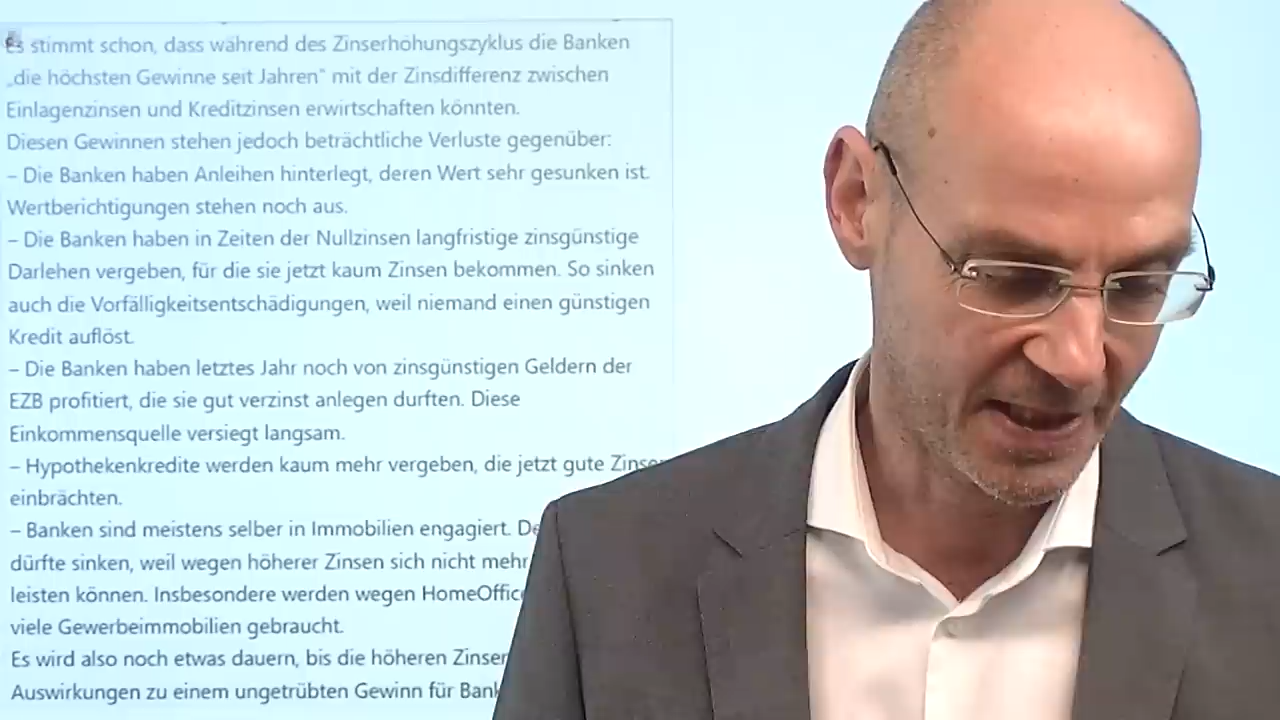 Es stimmt schon, dass während des Zinserhöhungszyklus die Banken
„die höchsten Gewinne seit Jahren" mit der Zinsdifferenz zwischen
Einlagenzinsen und Kreditzinsen erwirtschaften könnten.
Diesen Gewinnen stehen jedoch beträchtliche Verluste gegenüber:
– Die Banken haben Anleihen hinterlegt, deren Wert sehr gesunken ist.
Wertberichtigungen stehen noch aus.
– Die Banken haben in Zeiten der Nullzinsen langfristige zinsgünstige
Darlehen vergeben, für die sie jetzt kaum Zinsen bekommen. So sinken
auch die Vorfälligkeitsentschädigungen, weil niemand einen günstigen
Kredit auflöst.
– Die Banken haben letztes Jahr noch von zinsgünstigen Geldern der
EZB profitiert, die sie gut verzinst anlegen durften. Diese
Einkommensquelle versiegt langsam.
– Hypothekenkredite werden kaum mehr vergeben, die jetzt gute Zinsen
einbrächten.
– Banken sind meistens selber in Immobilien engagiert.
dürfte sinken, weil wegen höherer Zinsen sich nicht mehr
leisten können. Insbesondere werden wegen HomeOffice
viele Gewerbeimmobilien gebraucht.
Es wird also noch etwas dauern, bis die höheren Zinsen
Auswirkungen zu einem ungetrübten Gewinn für